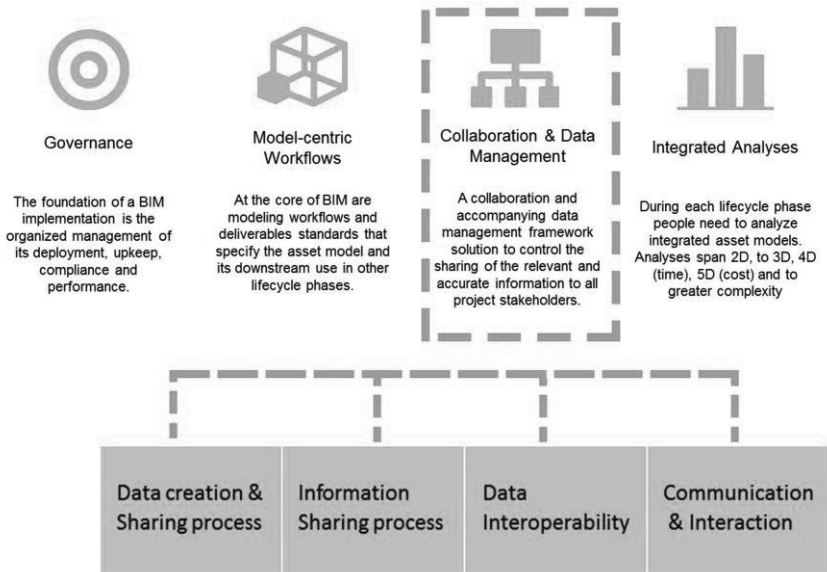 Governance
The foundation of a BIM
implementation is the
organized management of
its deployment, upkeep,
compliance and
performance.
Model-centric
Workflows
At the core of BIM are
modeling workflows and
deliverables standards that
specify the asset model and
its downstream use in other
lifecycle phases.
Collaboration & Data
Management
A collaboration and
accompanying data
management framework
solution to control the
sharing of the relevant and
accurate information to all
project stakeholders.
Integrated Analyses
During each lifecycle phase
people need to analyze
integrated asset models.
Analyses span 2D, to 3D, 4D
(time), 5D (cost) and to
greater complexity
Data creation &
Sharing process
Information
Sharing process
Data
Interoperability
Communication
& Interaction